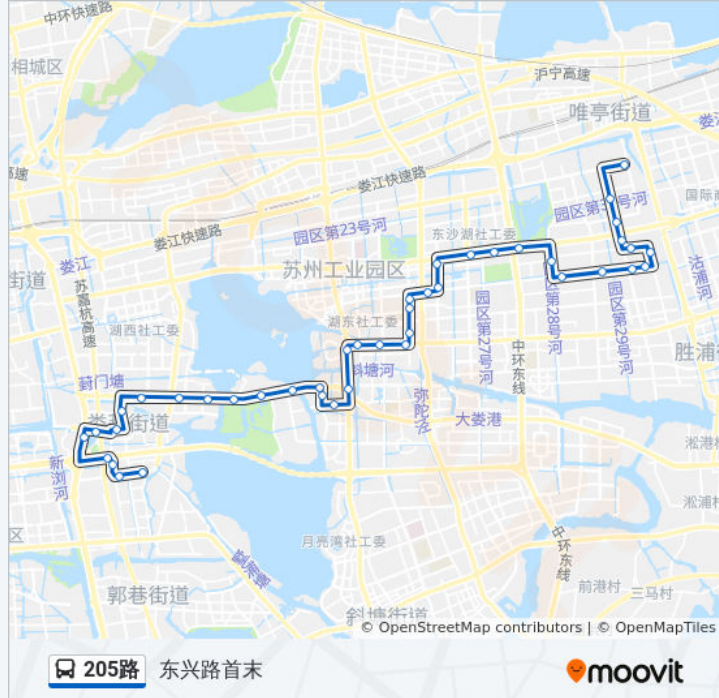 中环快速路
相城区
沪宁高速
唯亭街道
娄江
速
娄江快速路
国际商
园区第23号河
东沙湖社工委
娄江快速路
娄江
苏州工业园区
街道
苏嘉杭高速
沽浦河
园区第27号河
园区第28号河
园区第29号河
湖东社工委
湖西社工委
中环东线
胜浦
斜塘河
葑门塘
弥陀江
大娄港
街道
新浏河
淞港村
淞浦村
区
月亮湾社工委
中环东线
前港村
三马村
郭巷街道
斜塘街道
© OpenStreetMap contributors | © OpenMapTiles
205路 东兴路首末
moovit